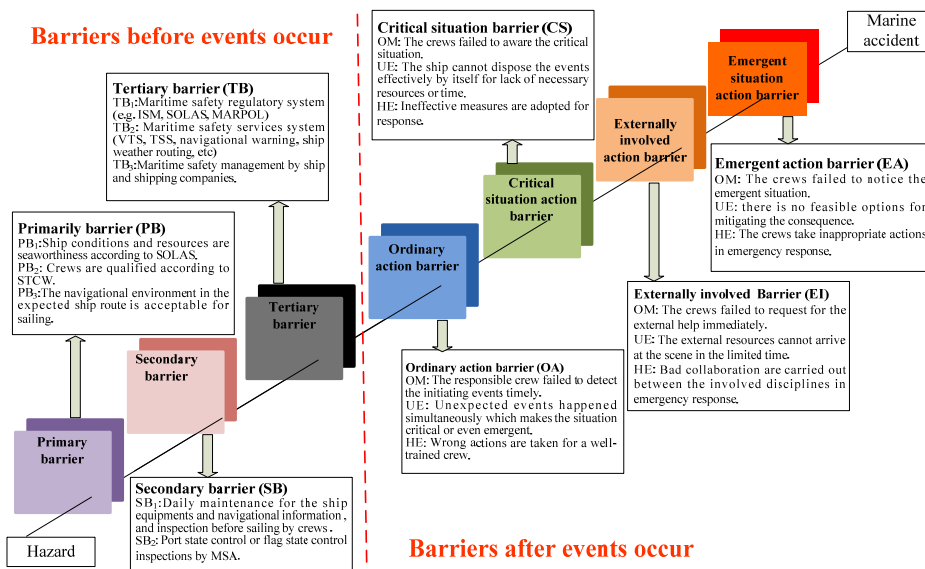 Barriers before events occur
Tertiary barrier (TB)
TB₁:Maritime safety regulatory system
(e.g. ISM, SOLAS, MARPOL)
TB₂: Maritime safety services system
(VTS, TSS, navigational warning, ship
weather routing, etc)
TB₃:Maritime safety management by ship
and shipping companies.
Primarily barrier (PB)
PB₁:Ship conditions and resources are
seaworthiness according to SOLAS.
PB₂: Crews are qualified according to
STCW.
PB₃:The navigational environment in the
expected ship route is acceptable for
sailing.
Primary
barrier
Secondary
barrier
Tertiary
barrier
Secondary barrier (SB)
SB₁:Daily maintenance for the ship
equipments and navigational information,
and inspection before sailing by crews.
SB₂: Port state control or flag state control
inspections by MSA.
Hazard
Critical situation barrier (CS)
OM: The crews failed to aware the critical
situation.
UE: The ship cannot dispose the events
effectively by itself for lack of necessary
resources or time.
HE: Ineffective measures are adopted for
response.
Ordinary
action barrier
Critical
situation action
barrier
Externally
involved
action barrier
Emergent
situation
action barrier
Marine
accident
Emergent action barrier (EA)
OM: The crews failed to notice the
emergent situation.
UE: there is no feasible options for
mitigating the consequence.
HE: The crews take inappropriate actions
in emergency response.
Externally involved Barrier (EI)
OM: The crews failed to request for the
external help immediately.
UE: The external resources cannot arrive
at the scene in the limited time.
HE: Bad collaboration are carried out
between the involved disciplines in
emergency response.
Ordinary action barrier (OA)
OM: The responsible crew failed to detect
the initiating events timely.
UE: Unexpected events happened
simultaneously which makes the situation
critical or even emergent.
HE: Wrong actions are taken for a well-
trained crew.
Barriers after events occur